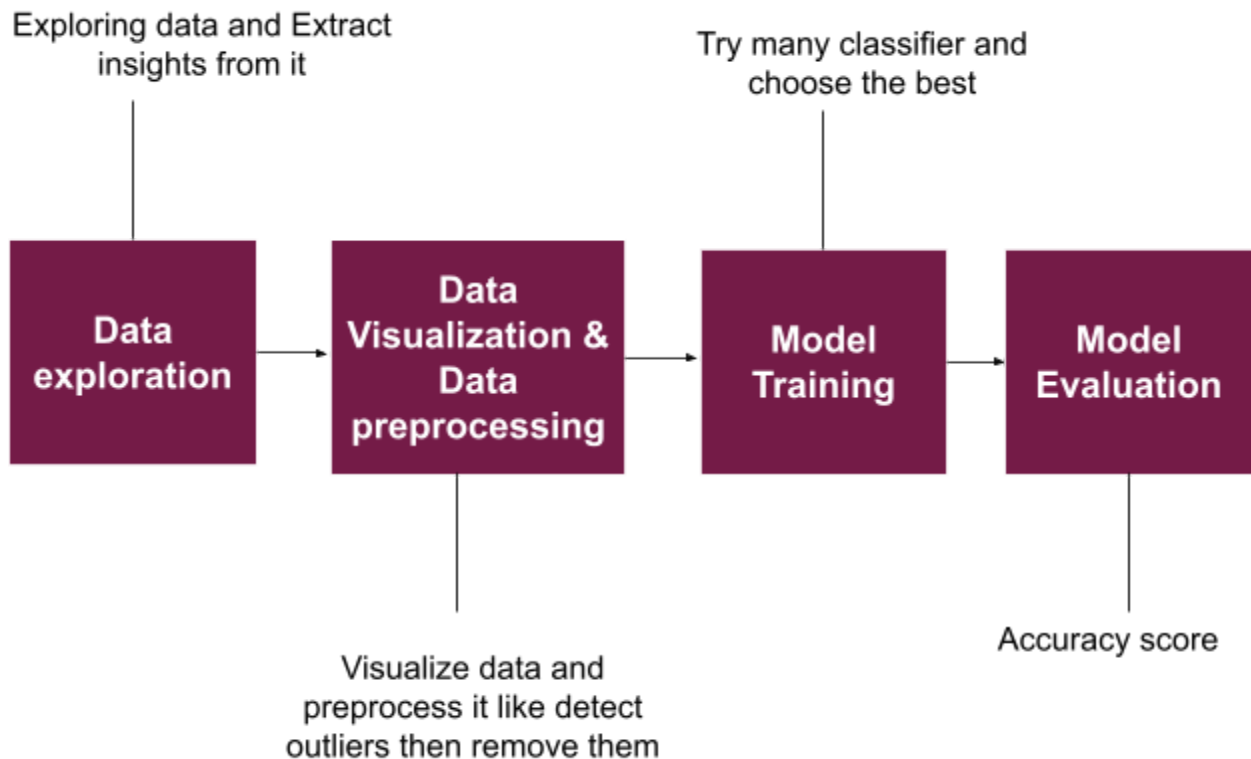 Exploring data and Extract
insights from it
Try many classifier and
choose the best
Data
exploration
Data
Visualization &
Data
preprocessing
Model
Training
Model
Evaluation
Visualize data and
preprocess it like detect
outliers then remove them
Accuracy score